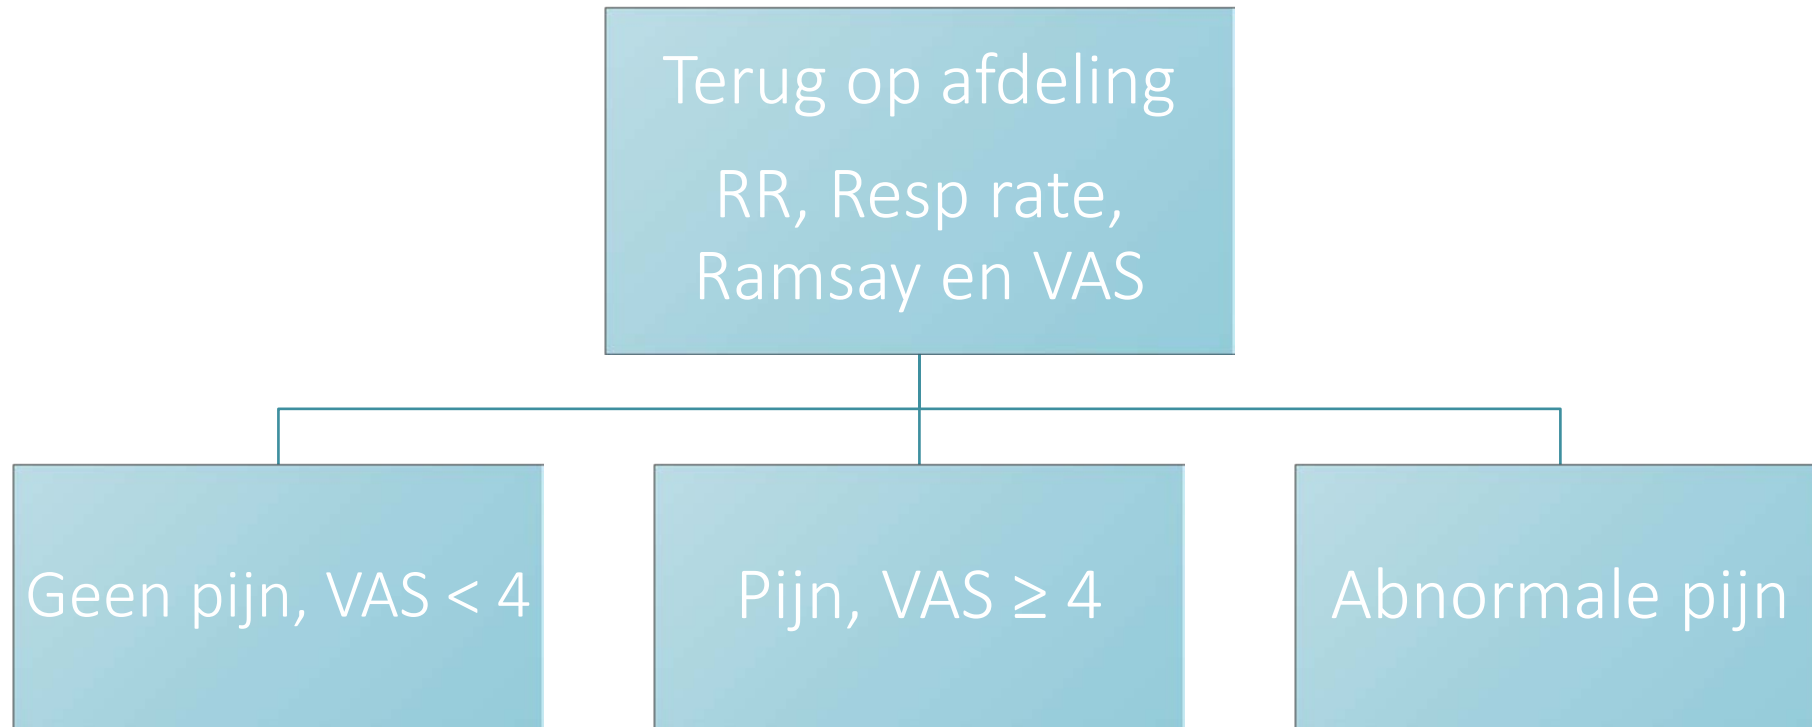 Terug op afdeling
RR, Resp rate,
Ramsay en VAS
Geen pijn, VAS < 4
Pijn, VAS ≥ 4
Abnormale pijn